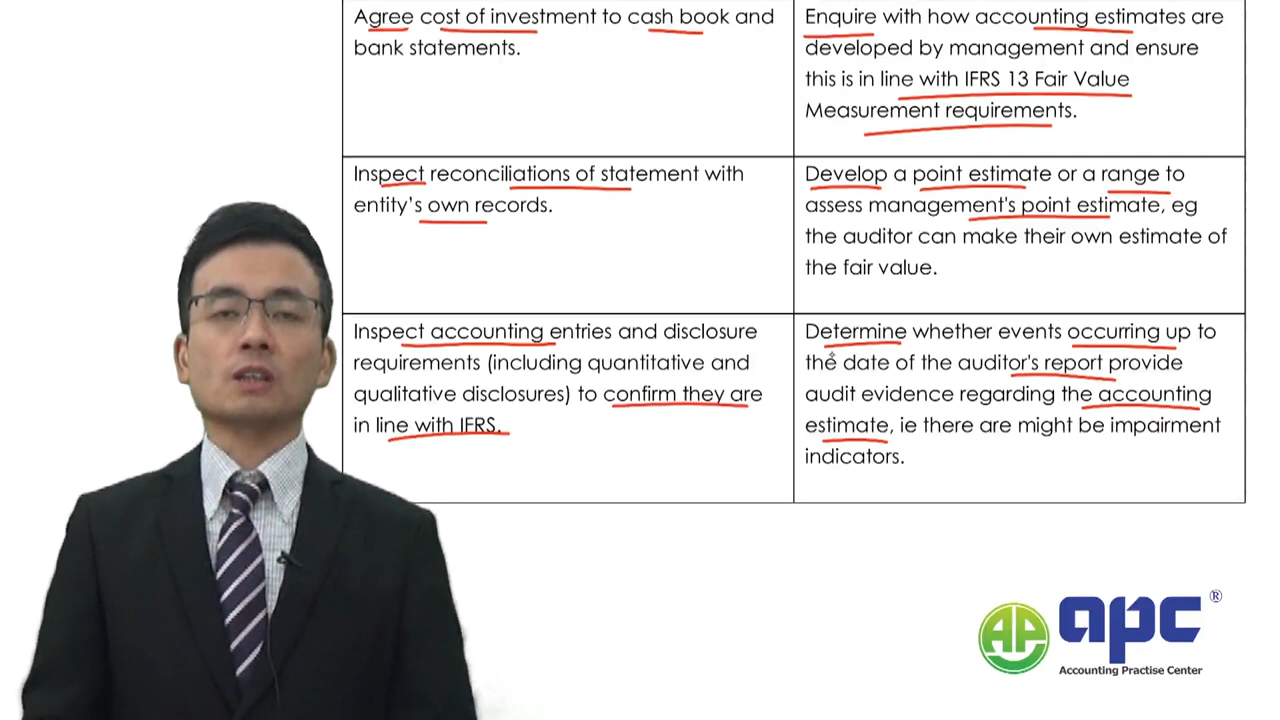 Agree cost of investment to cash book and
bank statements.
Enquire with how accounting estimates are
developed by management and ensure
this is in line with IFRS 13 Fair Value
Measurement requirements.
Inspect reconciliations of statement with
entity's own records.
Develop a point estimate or a range to
assess management's point estimate, eg
the auditor can make their own estimate of
the fair value.
Inspect accounting entries and disclosure
requirements (including quantitative and
qualitative disclosures) to confirm they are
in line with IFRS.
Determine whether events occurring up to
the date of the auditor's report provide
audit evidence regarding the accounting
estimate, ie there are might be impairment
indicators.
AP
apc ®
Accounting Practise Center